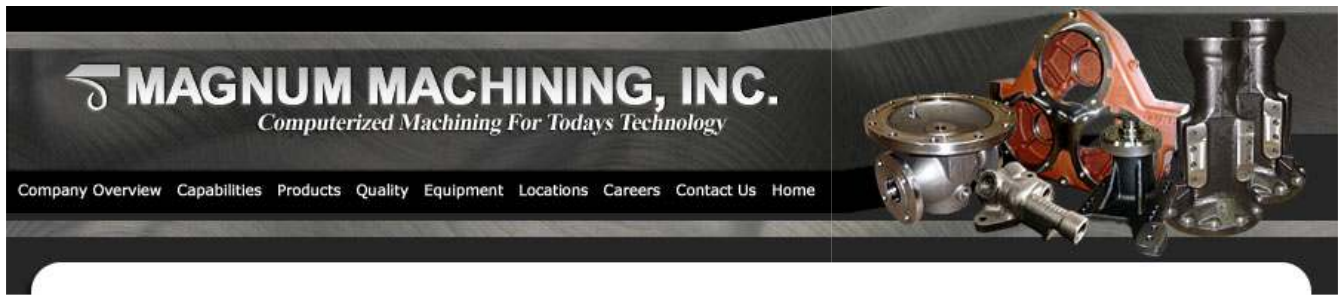 MAGNUM MACHINING, INC.
Computerized Machining For Todays Technology
Company Overview Capabilities Products Quality Equipment Locations Careers Contact Us Home